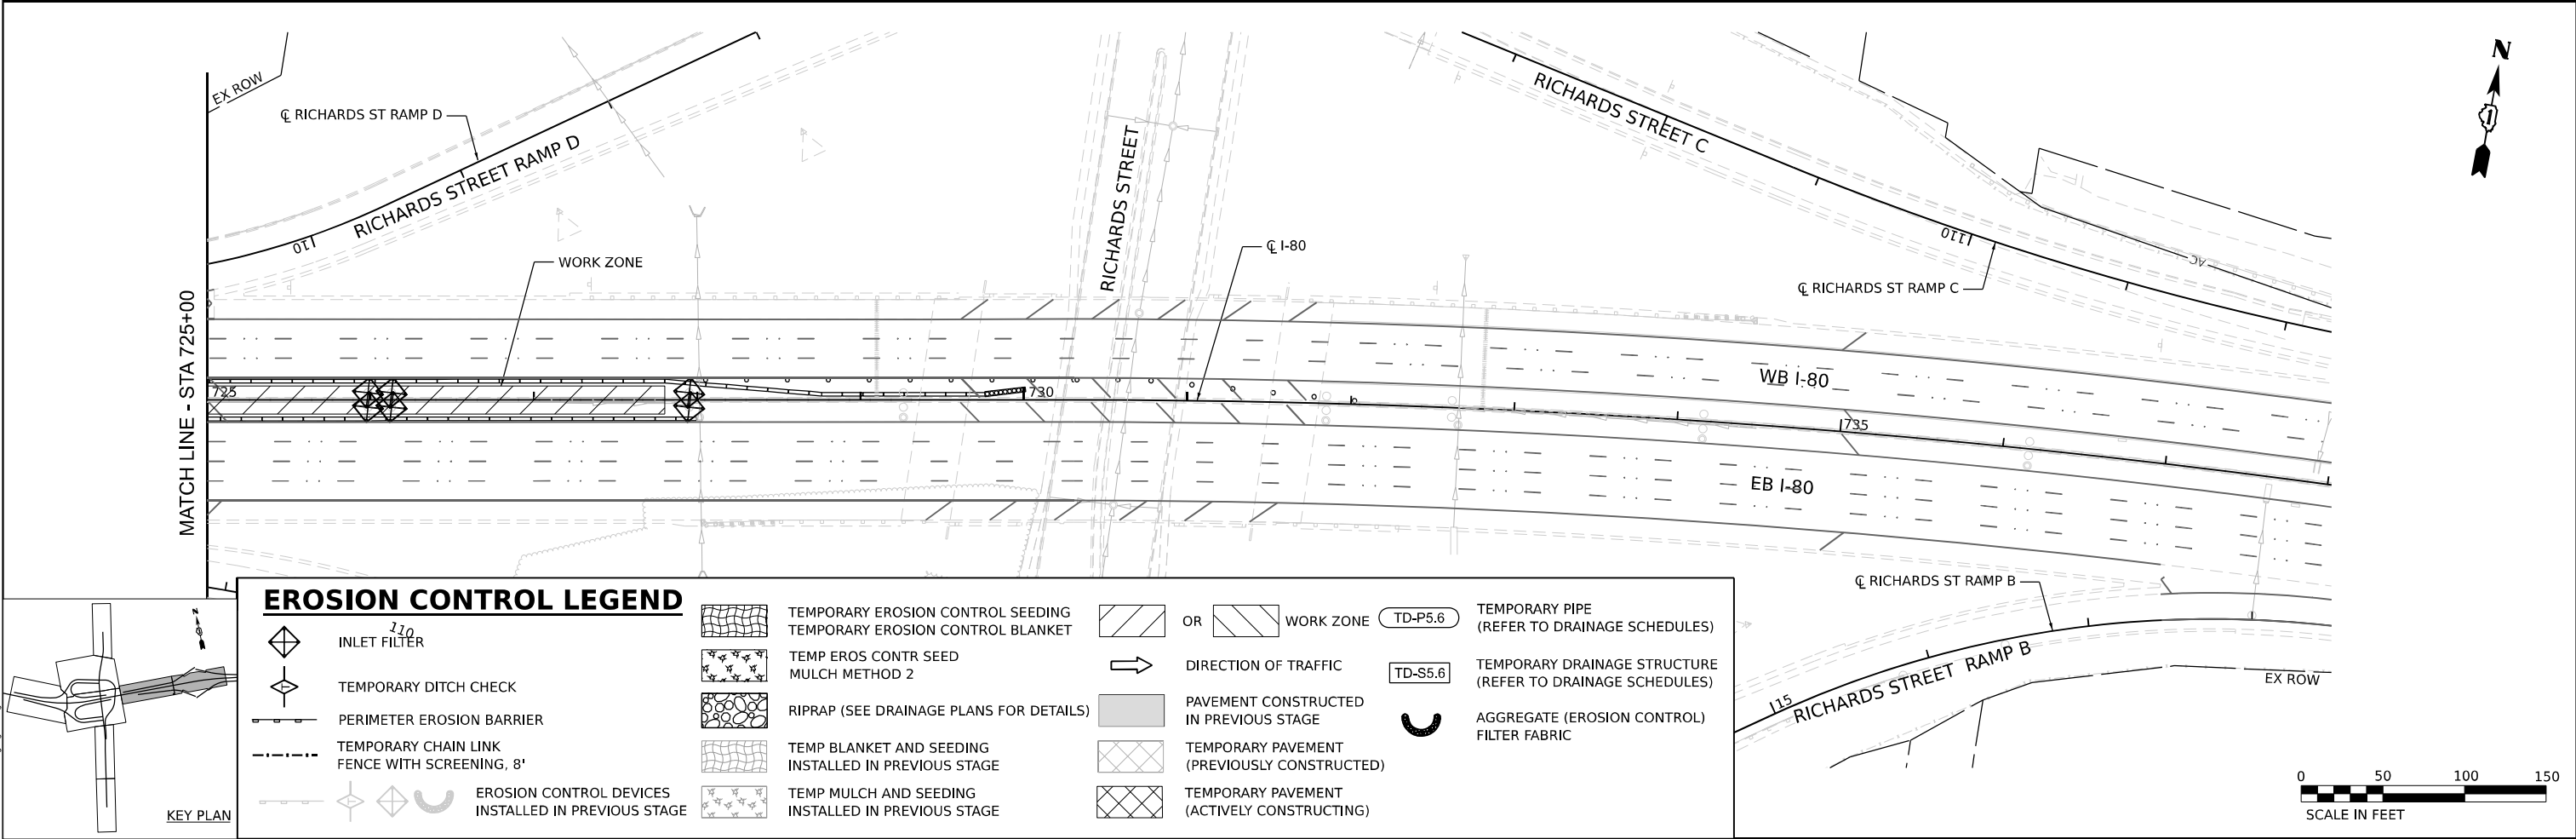 N
1
EX ROW
℄ RICHARDS ST RAMP D
RICHARDS STREET RAMP D
110
RICHARDS STREET
RICHARDS STREET C
1110
℄ RICHARDS ST RAMP C
AC
WORK ZONE
℄ I-80
MATCH LINE - STA 725+00
725
730
735
WB I-80
EB I-80
℄ RICHARDS ST RAMP B
RICHARDS STREET RAMP B
115
EX ROW
0 50 100 150
SCALE IN FEET
N
KEY PLAN
EROSION CONTROL LEGEND
110
INLET FILTER
TEMPORARY DITCH CHECK
PERIMETER EROSION BARRIER
TEMPORARY CHAIN LINK
FENCE WITH SCREENING, 8'
EROSION CONTROL DEVICES
INSTALLED IN PREVIOUS STAGE
TEMPORARY EROSION CONTROL SEEDING
TEMPORARY EROSION CONTROL BLANKET
TEMP EROS CONTR SEED
MULCH METHOD 2
RIPRAP (SEE DRAINAGE PLANS FOR DETAILS)
TEMP BLANKET AND SEEDING
INSTALLED IN PREVIOUS STAGE
TEMP MULCH AND SEEDING
INSTALLED IN PREVIOUS STAGE
OR WORK ZONE
DIRECTION OF TRAFFIC
PAVEMENT CONSTRUCTED
IN PREVIOUS STAGE
TEMPORARY PAVEMENT
(PREVIOUSLY CONSTRUCTED)
TEMPORARY PAVEMENT
(ACTIVELY CONSTRUCTING)
TD-P5.6
TEMPORARY PIPE
(REFER TO DRAINAGE SCHEDULES)
TD-S5.6
TEMPORARY DRAINAGE STRUCTURE
(REFER TO DRAINAGE SCHEDULES)
AGGREGATE (EROSION CONTROL)
FILTER FABRIC